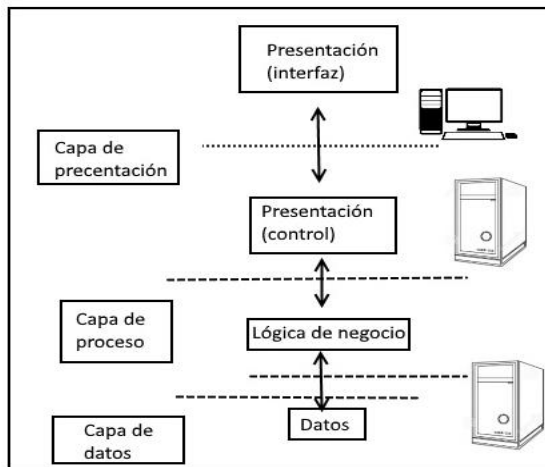 Presentación
(interfaz)
Capa de
precentación
Presentación
(control)
Capa de
proceso
Lógica de negocio
Capa de
datos
Datos